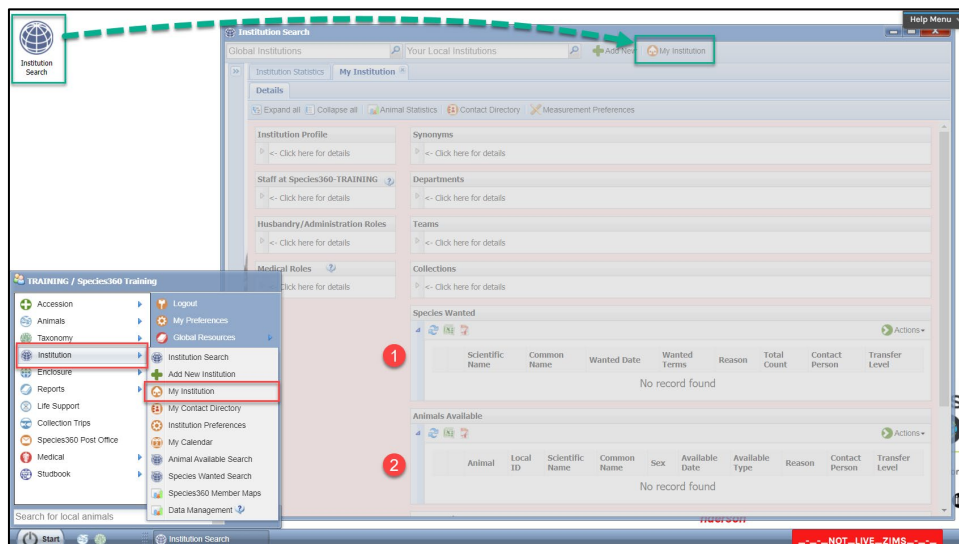 Help Menu
Institution Search
Institution Search
Global Institutions
Your Local Institutions
Add New
My Institution
Institution Statistics
My Institution
Details
Expand all
Collapse all
Animal Statistics
Contact Directory
Measurement Preferences
Institution Profile
<- Click here for details
Synonyms
<- Click here for details
Staff at Species360-TRAINING
<- Click here for details
Departments
<- Click here for details
Husbandry/Administration Roles
<- Click here for details
Teams
<- Click here for details
Medical Roles
Click here for details
Collections
<- Click here for details
Species Wanted
Actions
1
Scientific Name Common Name Wanted Date Wanted Terms Reason Total Count Contact Person Transfer Level
No record found
Animals Available
Actions
2
Animal Local ID Scientific Name Common Name Sex Available Date Available Type Reason Contact Person Transfer Level
No record found
TRAINING / Species360 Training
Accession
Animals
Taxonomy
Institution
Enclosure
Reports
Life Support
Collection Trips
Species360 Post Office
Medical
Studbook
Search for local animals
Logout
My Preferences
Global Resources
Institution Search
Add New Institution
My Institution
My Contact Directory
Institution Preferences
My Calendar
Animal Available Search
Species Wanted Search
Species360 Member Maps
Data Management
Start
Institution Search
_-_-_NOT_LIVE_ZIMS_-_-_